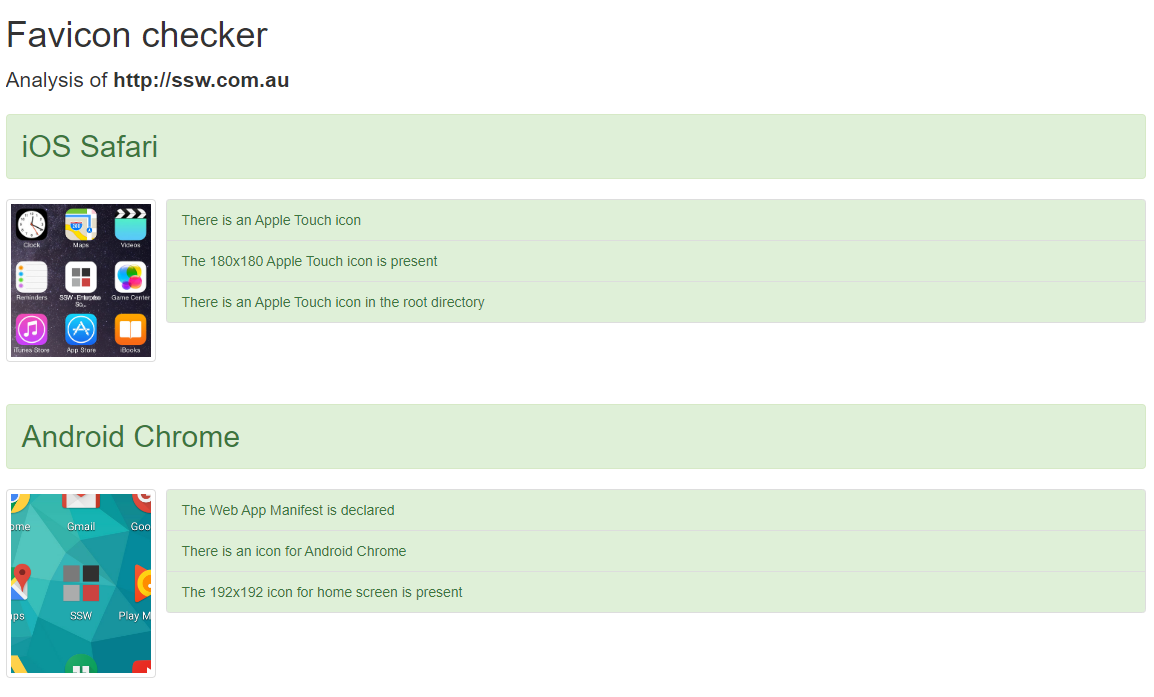 Favicon checker
Analysis of http://ssw.com.au
iOS Safari
Clock Maps Videos
Reminders SSW - Enterprise Game Center
So...
iTunes Store App Store iBooks
There is an Apple Touch icon
The 180x180 Apple Touch icon is present
There is an Apple Touch icon in the root directory
Android Chrome
ome Gmail Goo
aps SSW Play M
The Web App Manifest is declared
There is an icon for Android Chrome
The 192x192 icon for home screen is present